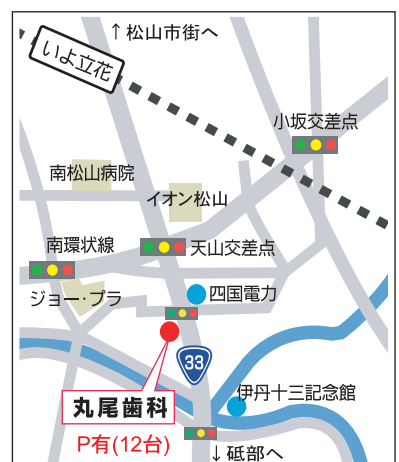 ↑松山市街へ
いよ立花
小坂交差点
南松山病院
イオン松山
南環状線
天山交差点
ジョー・プラ
四国電力
33
丸尾歯科
伊丹十三記念館
P有(12台)
↓砥部へ